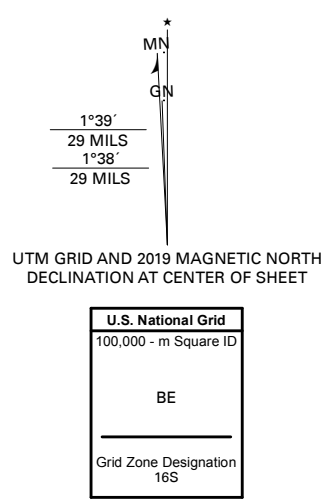 MN
GN
1°39´
29 MILS
1°38´
29 MILS
UTM GRID AND 2019 MAGNETIC NORTH
DECLINATION AT CENTER OF SHEET
U.S. National Grid
100,000 - m Square ID
BE
Grid Zone Designation
16S